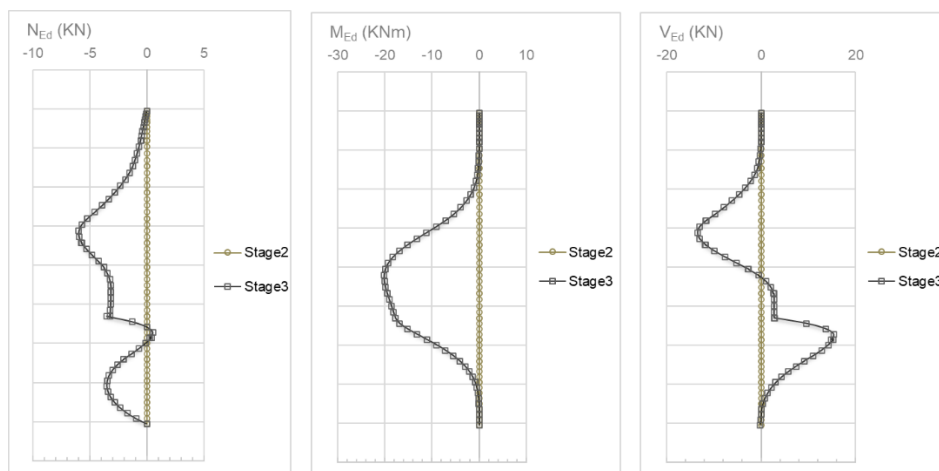 N_Ed (KN)
-10 -5 0 5
Stage2
Stage3
M_Ed (KNm)
-30 -20 -10 0 10
Stage2
Stage3
V_Ed (KN)
-20 0 20
Stage2
Stage3